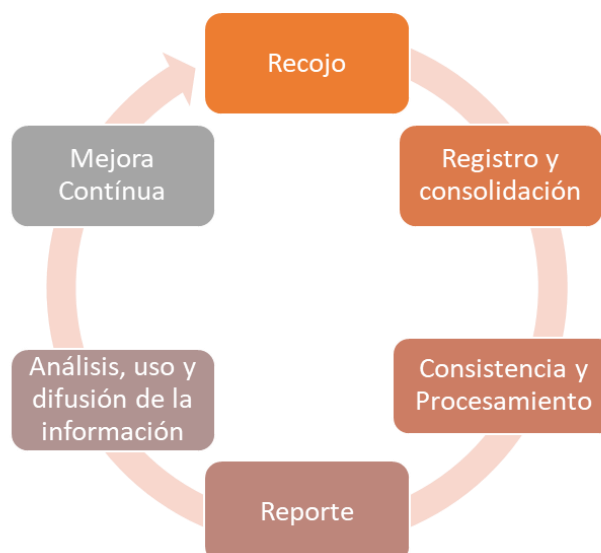 Recojo
Registro y
consolidación
Consistencia y
Procesamiento
Reporte
Análisis, uso y
difusión de la
información
Mejora
Contínua